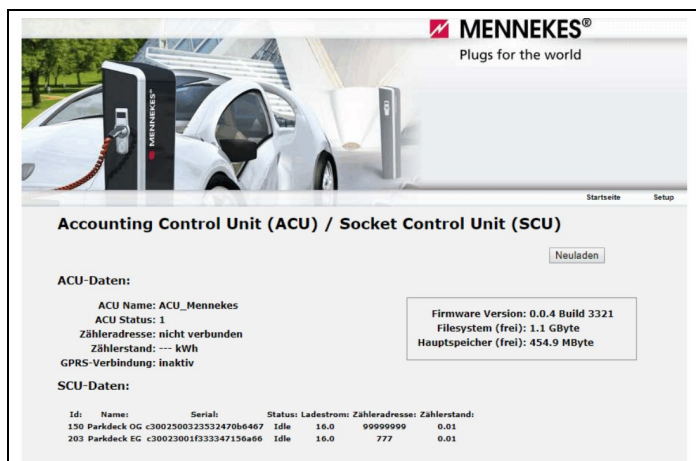 MENNEKES®
Plugs for the world
MENNEKES®
Startseite Setup
Accounting Control Unit (ACU) / Socket Control Unit (SCU)
Neuladen
ACU-Daten:
ACU Name: ACU_Mennekes
ACU Status: 1
Zähleradresse: nicht verbunden
Zählerstand: --- kWh
GPRS-Verbindung: inaktiv
Firmware Version: 0.0.4 Build 3321
Filesystem (frei): 1.1 GByte
Hauptspeicher (frei): 454.9 MByte
SCU-Daten:
Id: Name: Serial: Status: Ladestrom: Zähleradresse: Zählerstand:
150 Parkdeck OG c3002500323532470b6467 Idle 16.0 99999999 0.01
203 Parkdeck EG c30023001f333347156a66 Idle 16.0 777 0.01